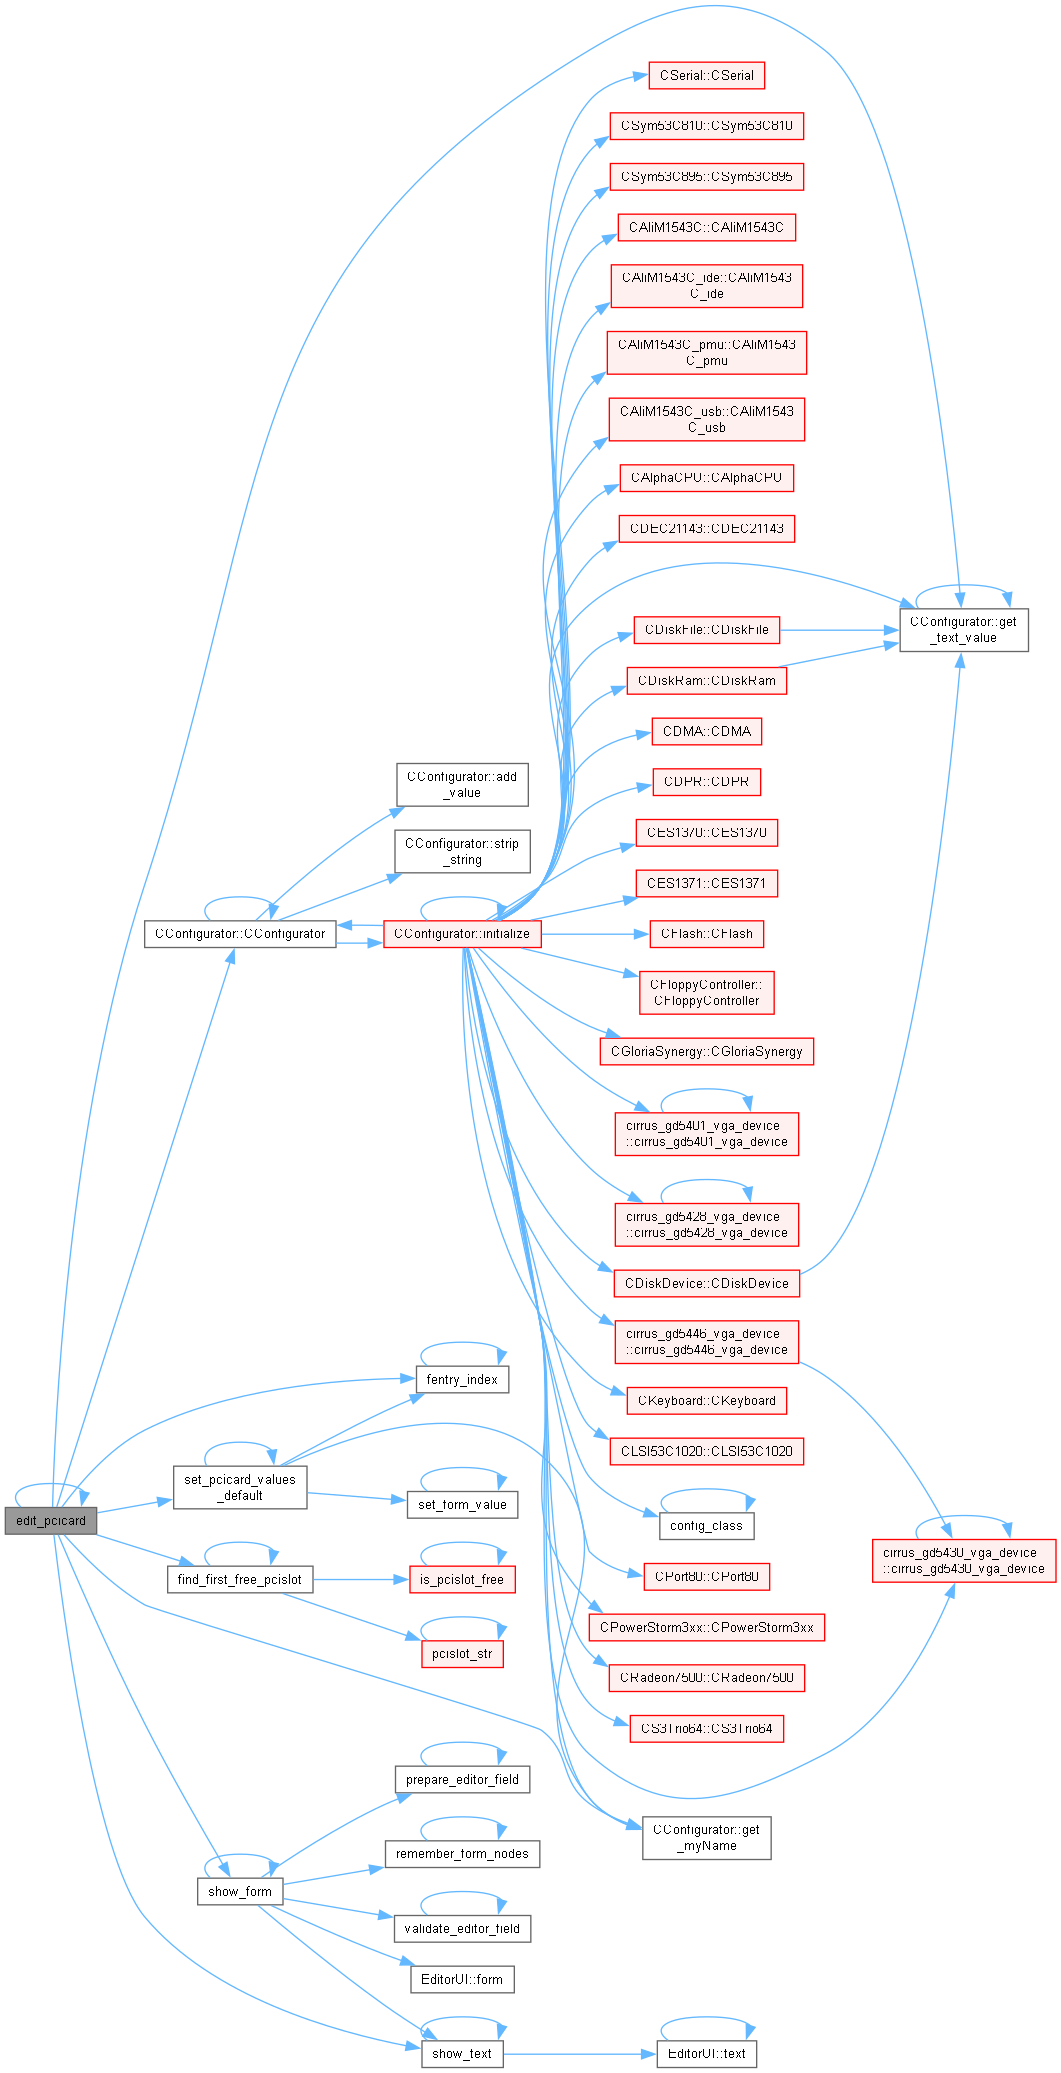 CSerial::CSerial
CSym53C810::CSym53C810
CSym53C895::CSym53C895
CAliM1543C::CAliM1543C
CAliM1543C_ide::CAliM1543
C_ide
CAliM1543C_pmu::CAliM1543
C_pmu
CAliM1543C_usb::CAliM1543
C_usb
CAlphaCPU::CAlphaCPU
CDEC21143::CDEC21143
CConfigurator::get
_text_value
CDiskFile::CDiskFile
CDiskRam::CDiskRam
CDMA::CDMA
CConfigurator::add
_value
CDPR::CDPR
CES1370::CES1370
CConfigurator::strip
_string
CES1371::CES1371
CConfigurator::CConfigurator
CConfigurator::initialize
CFlash::CFlash
CFloppyController::
CFloppyController
CGloriaSynergy::CGloriaSynergy
cirrus_gd5401_vga_device
::cirrus_gd5401_vga_device
cirrus_gd5428_vga_device
::cirrus_gd5428_vga_device
CDiskDevice::CDiskDevice
cirrus_gd5446_vga_device
::cirrus_gd5446_vga_device
fentry_index
CKeyboard::CKeyboard
CLSI53C1020::CLSI53C1020
set_pcicard_values
_default
set_form_value
edit_pcicard
config_class
cirrus_gd5430_vga_device
::cirrus_gd5430_vga_device
find_first_free_pcislot
is_pcislot_free
CPort80::CPort80
CPowerStorm3xx::CPowerStorm3xx
pcislot_str
CRadeon7500::CRadeon7500
CS3Trio64::CS3Trio64
prepare_editor_field
CConfigurator::get
_myName
remember_form_nodes
show_form
validate_editor_field
EditorUI::form
show_text
EditorUI::text